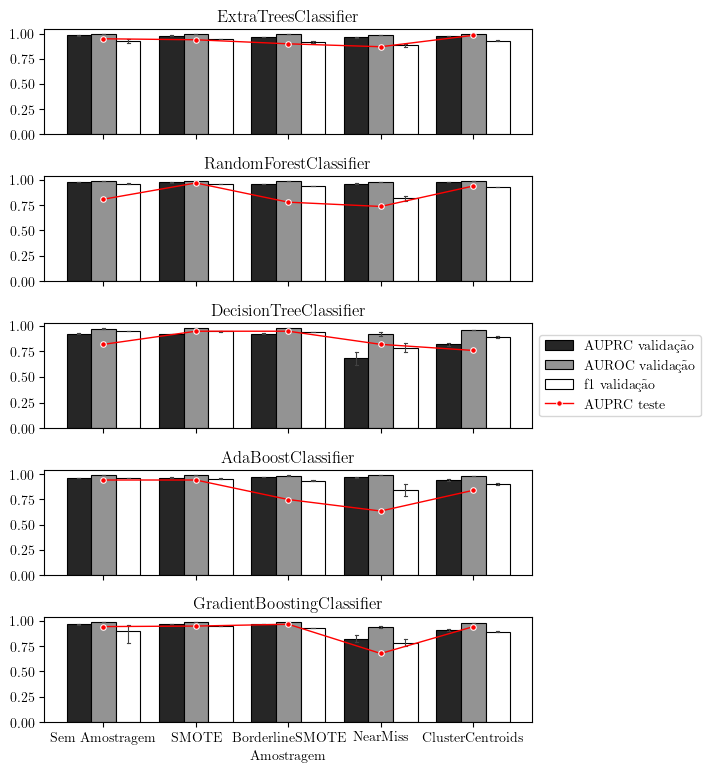 ExtraTreesClassifier
1.00
0.75
0.50
0.25
0.00
RandomForestClassifier
1.00
0.75
0.50
0.25
0.00
DecisionTreeClassifier
1.00
0.75
0.50
0.25
0.00
AUPRC validação
AUROC validação
f1 validação
AUPRC teste
AdaBoostClassifier
1.00
0.75
0.50
0.25
0.00
GradientBoostingClassifier
1.00
0.75
0.50
0.25
0.00
Sem Amostragem SMOTE BorderlineSMOTE NearMiss ClusterCentroids
Amostragem